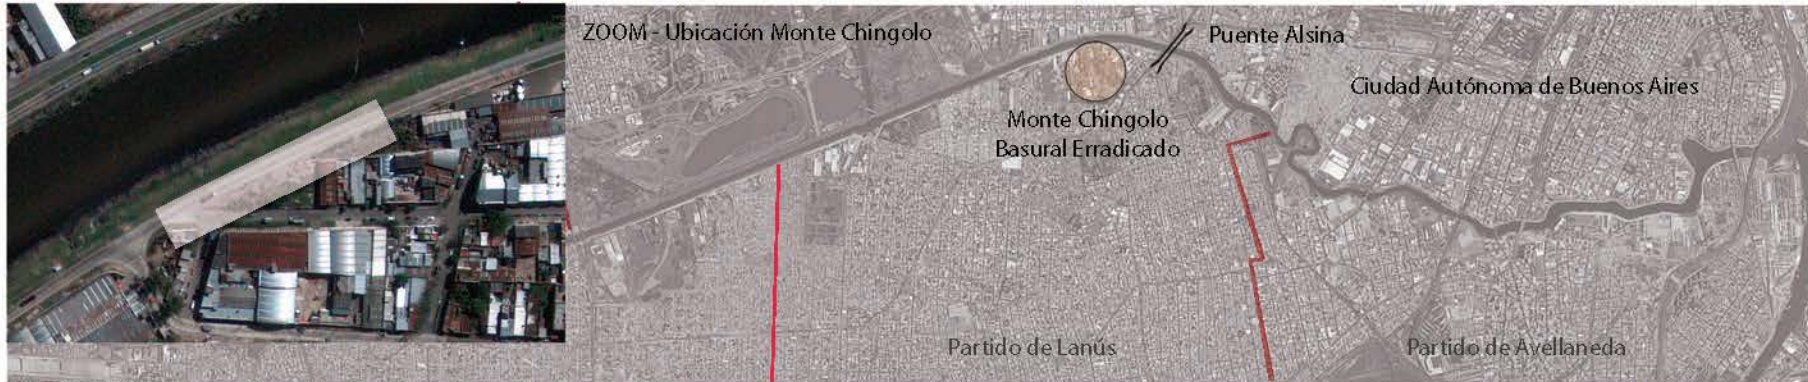 ZOOM - Ubicación Monte Chingolo
Puente Alsina
Ciudad Autónoma de Buenos Aires
Monte Chingolo
Basural Erradicado
Partido de Lanús
Partido de Avellaneda